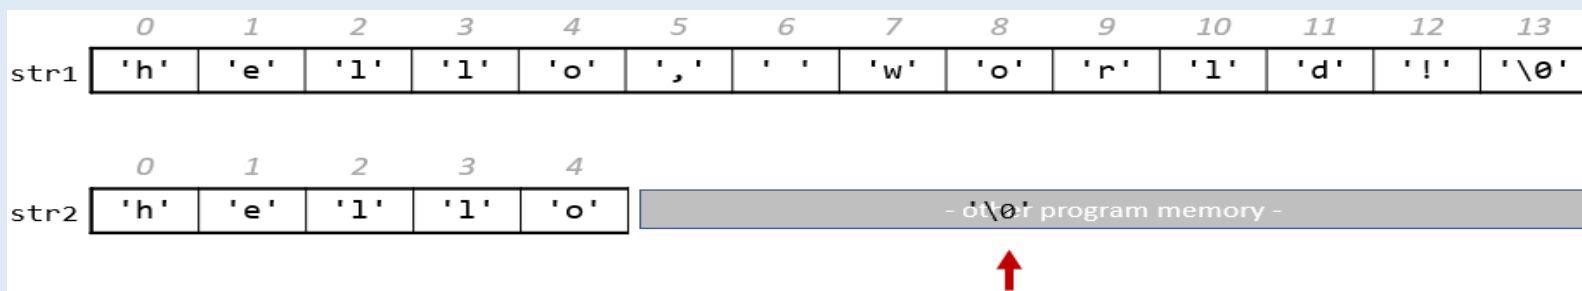 0 1 2 3 4 5 6 7 8 9 10 11 12 13
str1 'h' 'e' 'l' 'l' 'o' ',' ' ' 'w' 'o' 'r' 'l' 'd' '!' '\0'
0 1 2 3 4
str2 'h' 'e' 'l' 'l' 'o' - other program memory - '\0'